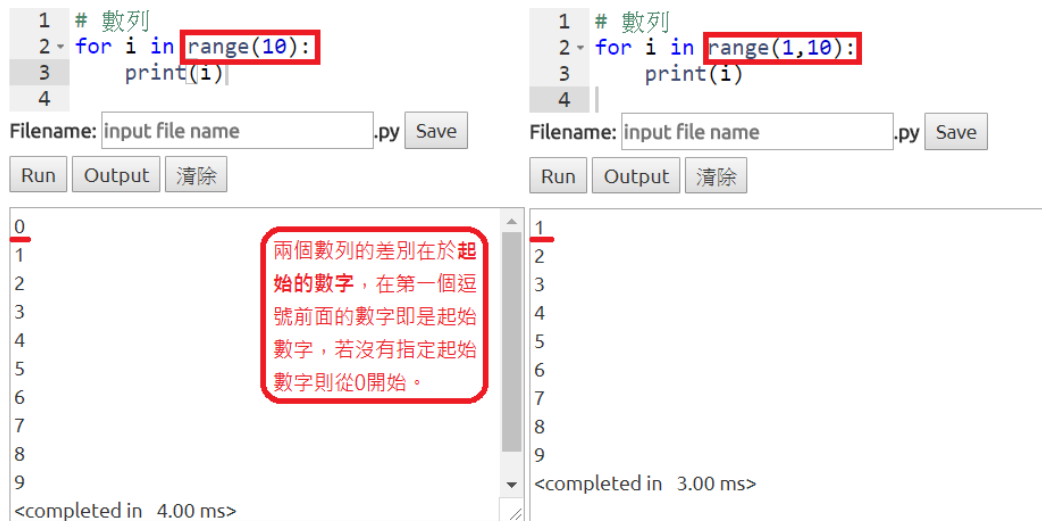 1 # 數列
2 for i in range(10):
3 print(i)
4
Filename: input file name .py Save
Run Output 清除
0
1
2
3
4
5
6
7
8
9
<completed in 4.00 ms>
兩個數列的差別在於起
始的數字，在第一個逗
號前面的數字即是起始
數字，若沒有指定起始
數字則從0開始。
1 # 數列
2 for i in range(1,10):
3 print(i)
4
Filename: input file name .py Save
Run Output 清除
1
2
3
4
5
6
7
8
9
<completed in 3.00 ms>